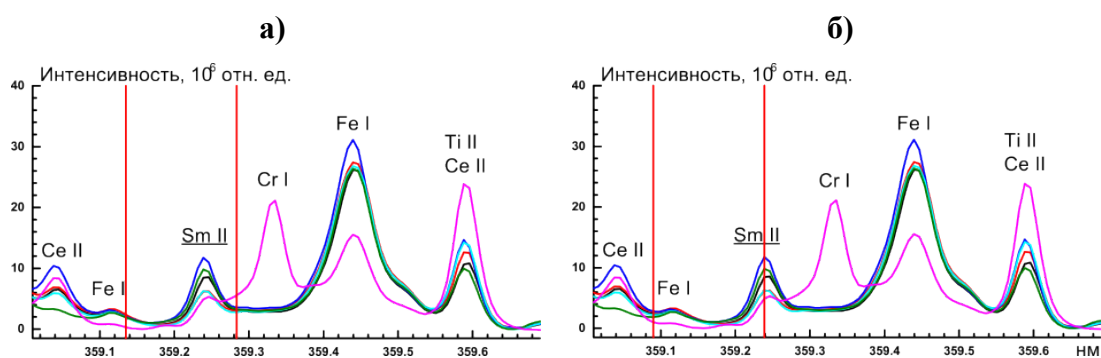 а) б)
Интенсивность, 10⁶ отн. ед. Интенсивность, 10⁶ отн. ед.
40 40
Fe I Fe I
Ti II Ti II
30 30
Ce II Ce II
Cr I Cr I
20 20
Sm II Sm II
Ce II Ce II
10 10
Fe I Fe I
0 0
359.1 359.2 359.3 359.4 359.5 359.6 359.1 359.2 359.3 359.4 359.5 359.6 НМ